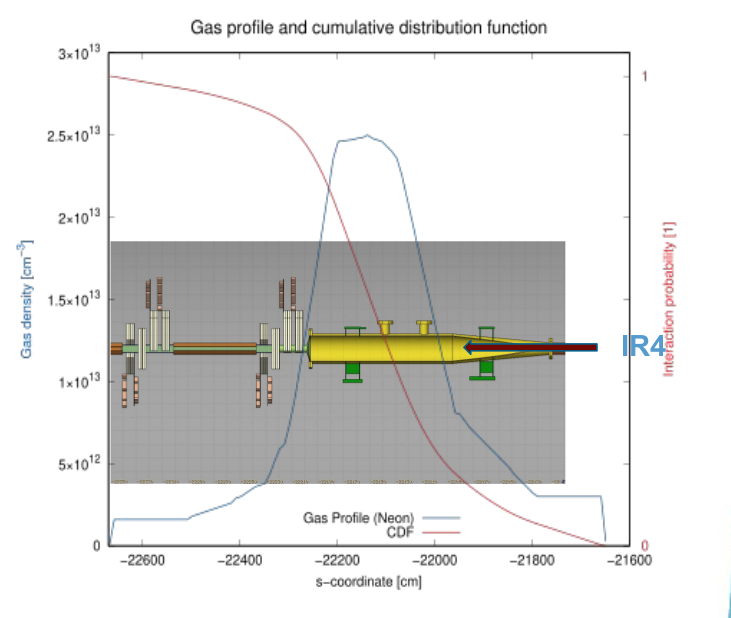 Gas profile and cumulative distribution function
3×10¹³
2.5×10¹³
2×10¹³
1.5×10¹³
1×10¹³
5×10¹²
0
Gas density [cm⁻³]
1
0
Interaction probability [1]
IR4
Gas Profile (Neon)
CDF
−22600
−22400
−22200
−22000
−21800
−21600
s−coordinate [cm]